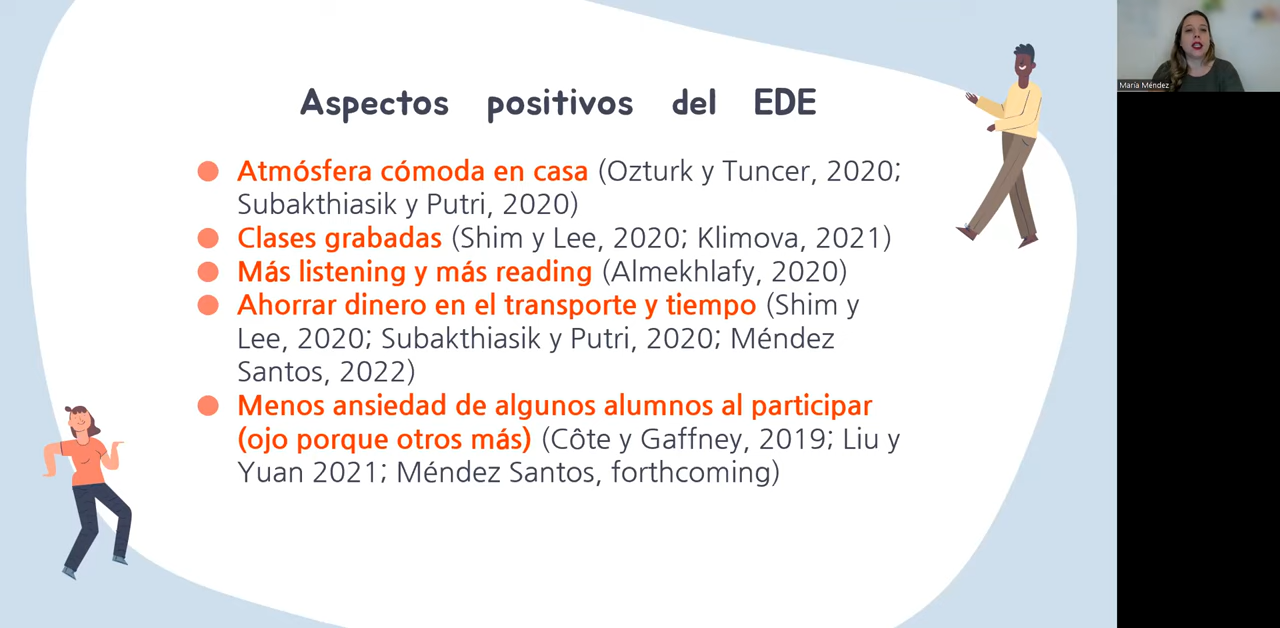 Aspectos positivos del EDE
Atmósfera cómoda en casa (Ozturk y Tuncer, 2020;
Subakthiasik y Putri, 2020)
Clases grabadas (Shim y Lee, 2020; Klimova, 2021)
Más listening y más reading (Almekhlafy, 2020)
Ahorrar dinero en el transporte y tiempo (Shim y
Lee, 2020; Subakthiasik y Putri, 2020; Méndez
Santos, 2022)
Menos ansiedad de algunos alumnos al participar
(ojo porque otros más) (Côte y Gaffney, 2019; Liu y
Yuan 2021; Méndez Santos, forthcoming)
María Méndez